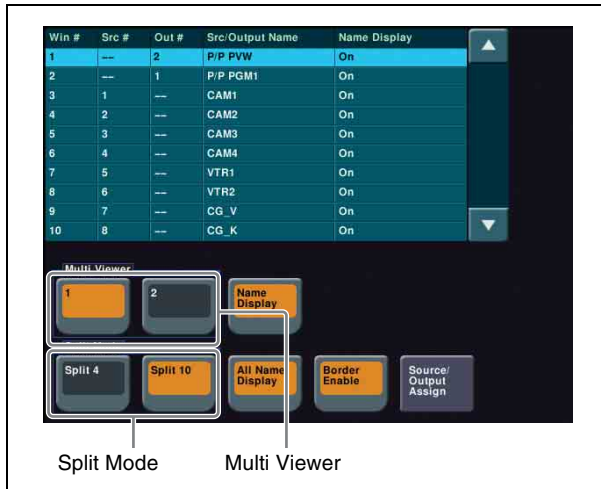 Win # Src # Out # Src/Output Name Name Display
1 -- 2 P/P PVW On
2 -- 1 P/P PGM1 On
3 1 -- CAM1 On
4 2 -- CAM2 On
5 3 -- CAM3 On
6 4 -- CAM4 On
7 5 -- VTR1 On
8 6 -- VTR2 On
9 7 -- CG_V On
10 8 -- CG_K On
Multi Viewer
1 2 Name Display
Split 4 Split 10 All Name Display Border Enable Source/ Output Assign
Split Mode Multi Viewer